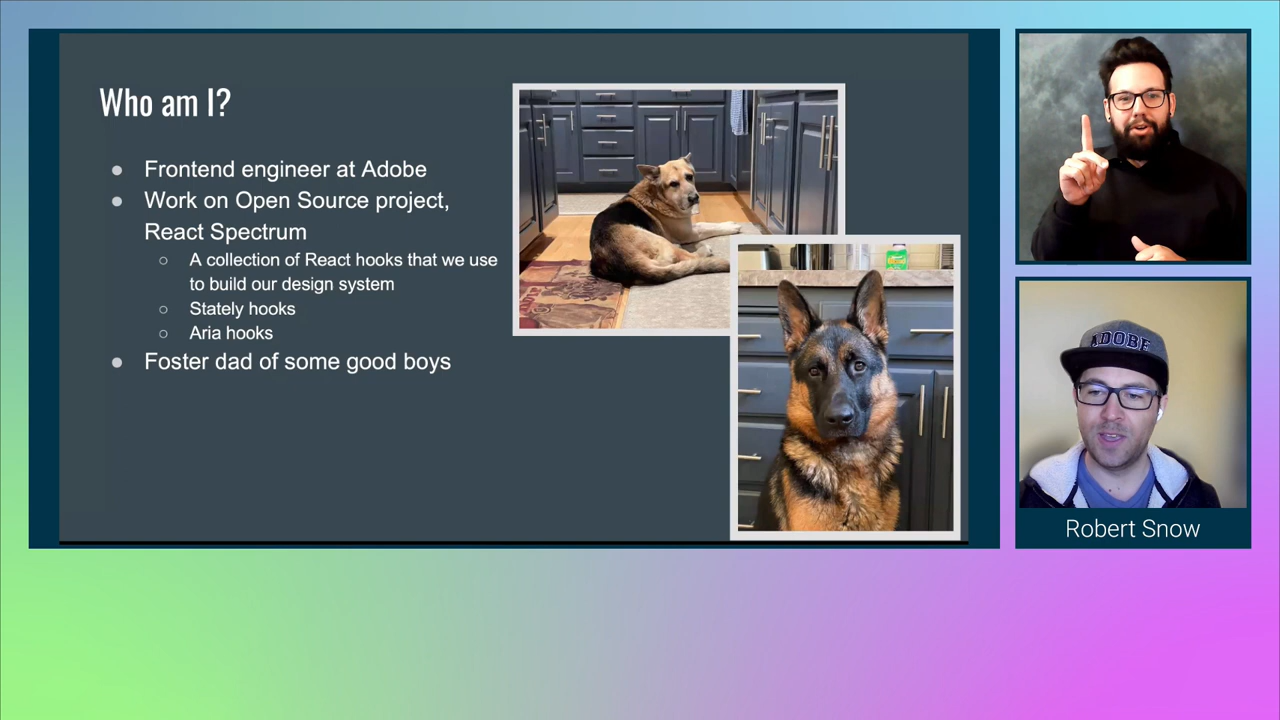 Who am I?
● Frontend engineer at Adobe
● Work on Open Source project,
React Spectrum
○ A collection of React hooks that we use
to build our design system
○ Stately hooks
○ Aria hooks
● Foster dad of some good boys
ADOBE
Robert Snow